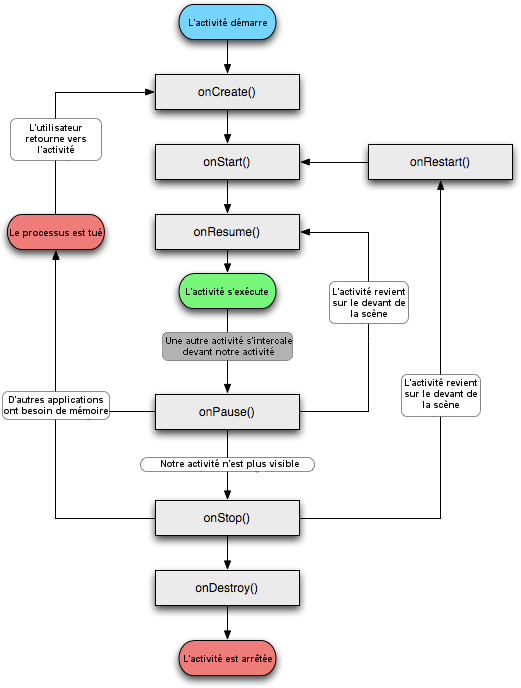 L'activité démarre
onCreate()
L'utilisateur
retourne vers
l'activité
onStart()
onRestart()
Le processus est tué
onResume()
L'activité s'exécute
L'activité revient
sur le devant de
la scène
Une autre activité s'intercale
devant notre activité
D'autres applications
ont besoin de mémoire
onPause()
L'activité revient
sur le devant de
la scène
Notre activité n'est plus visible
onStop()
onDestroy()
L'activité est arrêtée